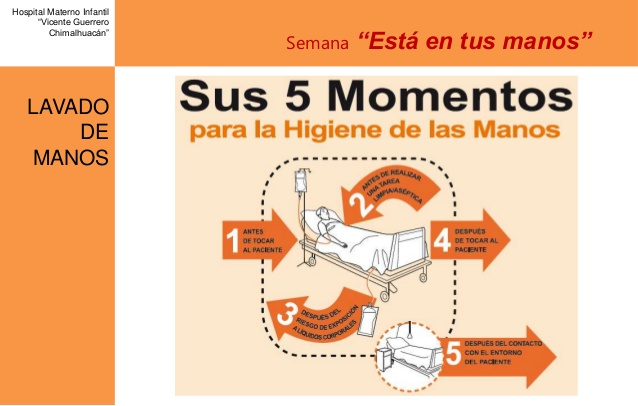 Hospital Materno Infantil
“Vicente Guerrero
Chimalhuacán”
Semana “Está en tus manos”
LAVADO
DE
MANOS
Sus 5 Momentos
para la Higiene de las Manos
1
ANTES
DE TOCAR
AL PACIENTE
2
ANTES DE REALIZAR
UNA TAREA
LIMPIA/ASÉPTICA
3
DESPUÉS DEL
RIESGO DE EXPOSICIÓN
A LÍQUIDOS CORPORALES
4
DESPUÉS
DE TOCAR AL
PACIENTE
5
DESPUÉS DEL CONTACTO
CON EL ENTORNO
DEL PACIENTE